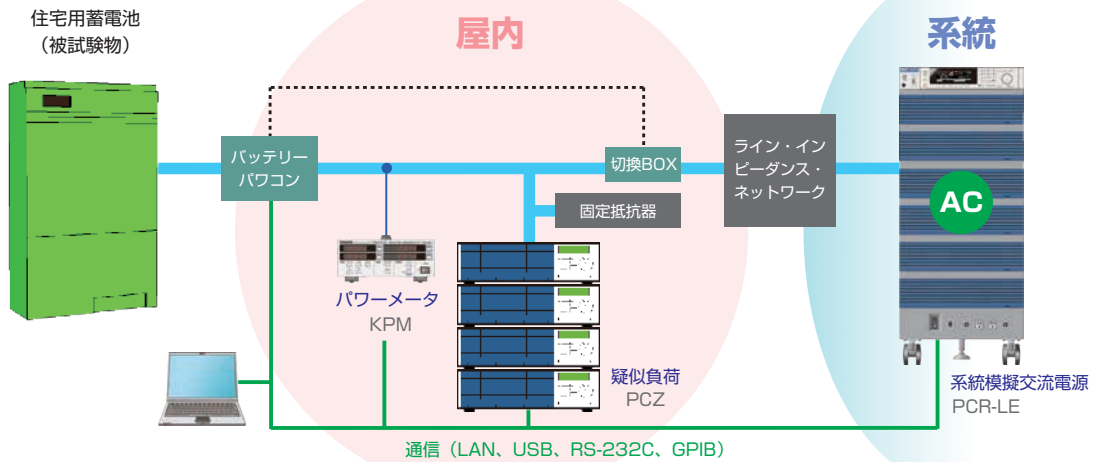 住宅用蓄電池
（被試験物）
屋内
系統
バッテリー
パワコン
切換BOX
ライン・イン
ピーダンス・
ネットワーク
固定抵抗器
AC
パワーメータ
KPM
疑似負荷
PCZ
系統模擬交流電源
PCR-LE
通信（LAN、USB、RS-232C、GPIB）